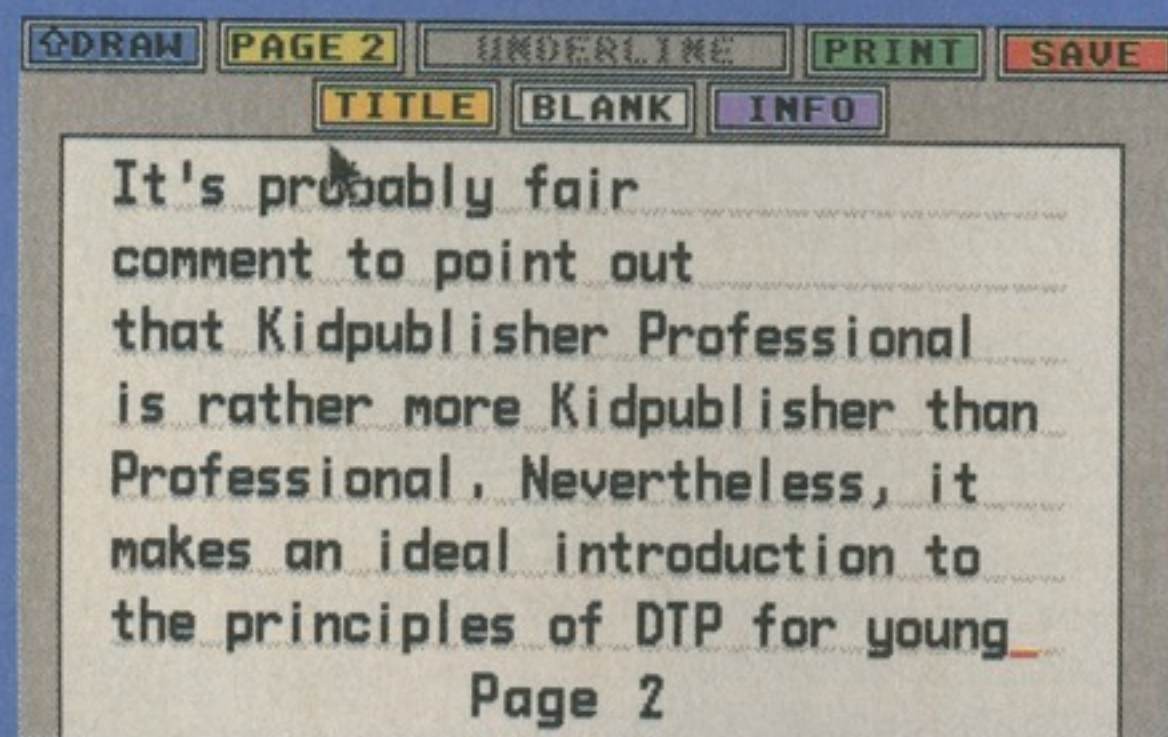 ⇧DRAW PAGE 2 UNDERLINE PRINT SAVE
TITLE BLANK INFO
It's probably fair
comment to point out
that Kidpublisher Professional
is rather more Kidpublisher than
Professional. Nevertheless, it
makes an ideal introduction to
the principles of DTP for young_
Page 2